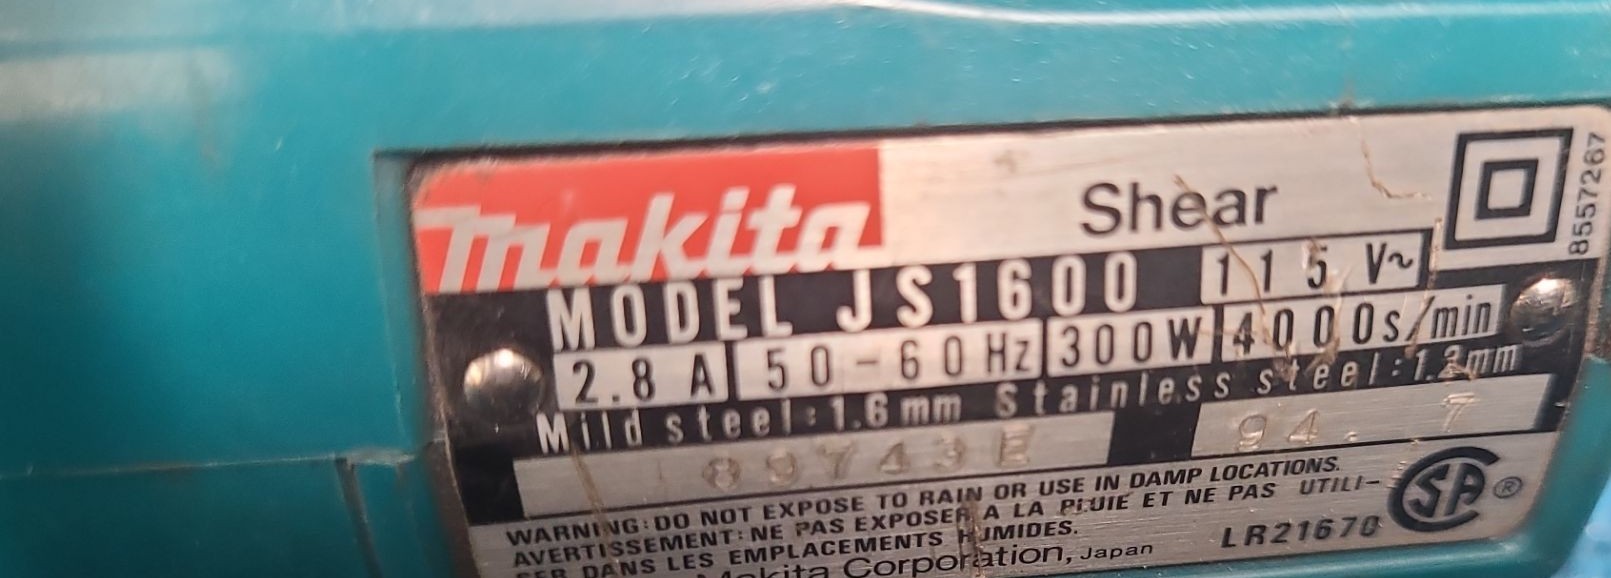 makita Shear
MODEL JS1600 115 V~
2.8 A 50-60Hz 300W 4000s/min
Mild steel:1.6mm Stainless steel:1.2mm
89743E 94. 7
WARNING:DO NOT EXPOSE TO RAIN OR USE IN DAMP LOCATIONS.
AVERTISSEMENT:NE PAS EXPOSER A LA PLUIE ET NE PAS UTILI-
SER DANS LES EMPLACEMENTS HUMIDES.
Makita Corporation, Japan
LR21670
CSA ®
8557267